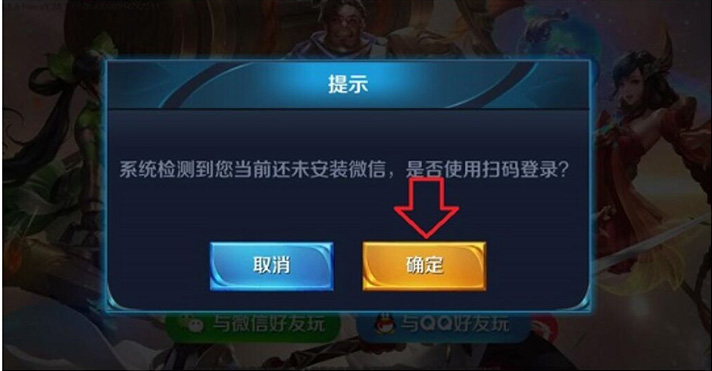 提示
系统检测到您当前还未安装微信，是否使用扫码登录？
取消
确定
与微信好友玩
与QQ好友玩